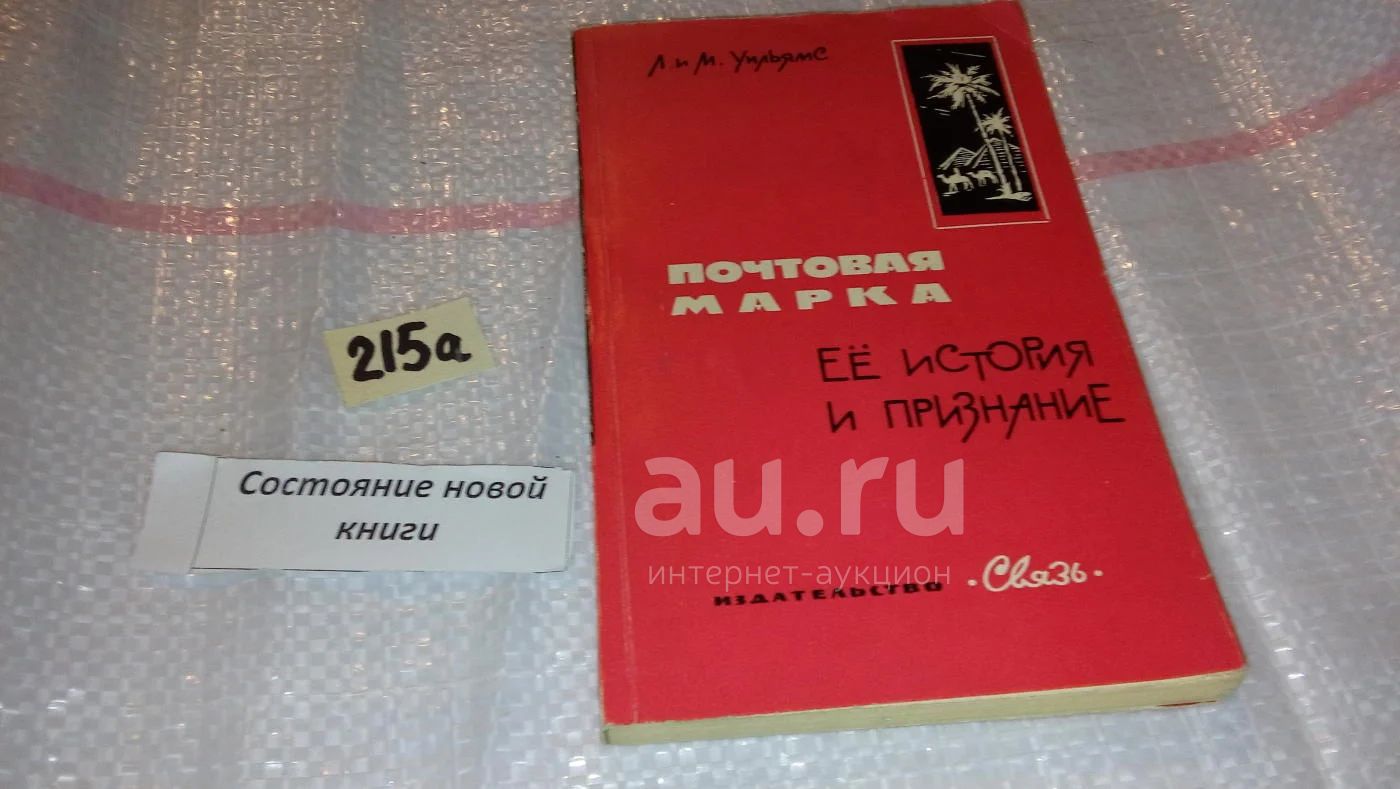 Л. и М. Уильямс
ПОЧТОВАЯ
МАРКА
ЕЁ ИСТОРИЯ
И ПРИЗНАНИЕ
215а
Состояние новой
книги
au.ru
интернет-аукцион
ИЗДАТЕЛЬСТВО · Связь ·